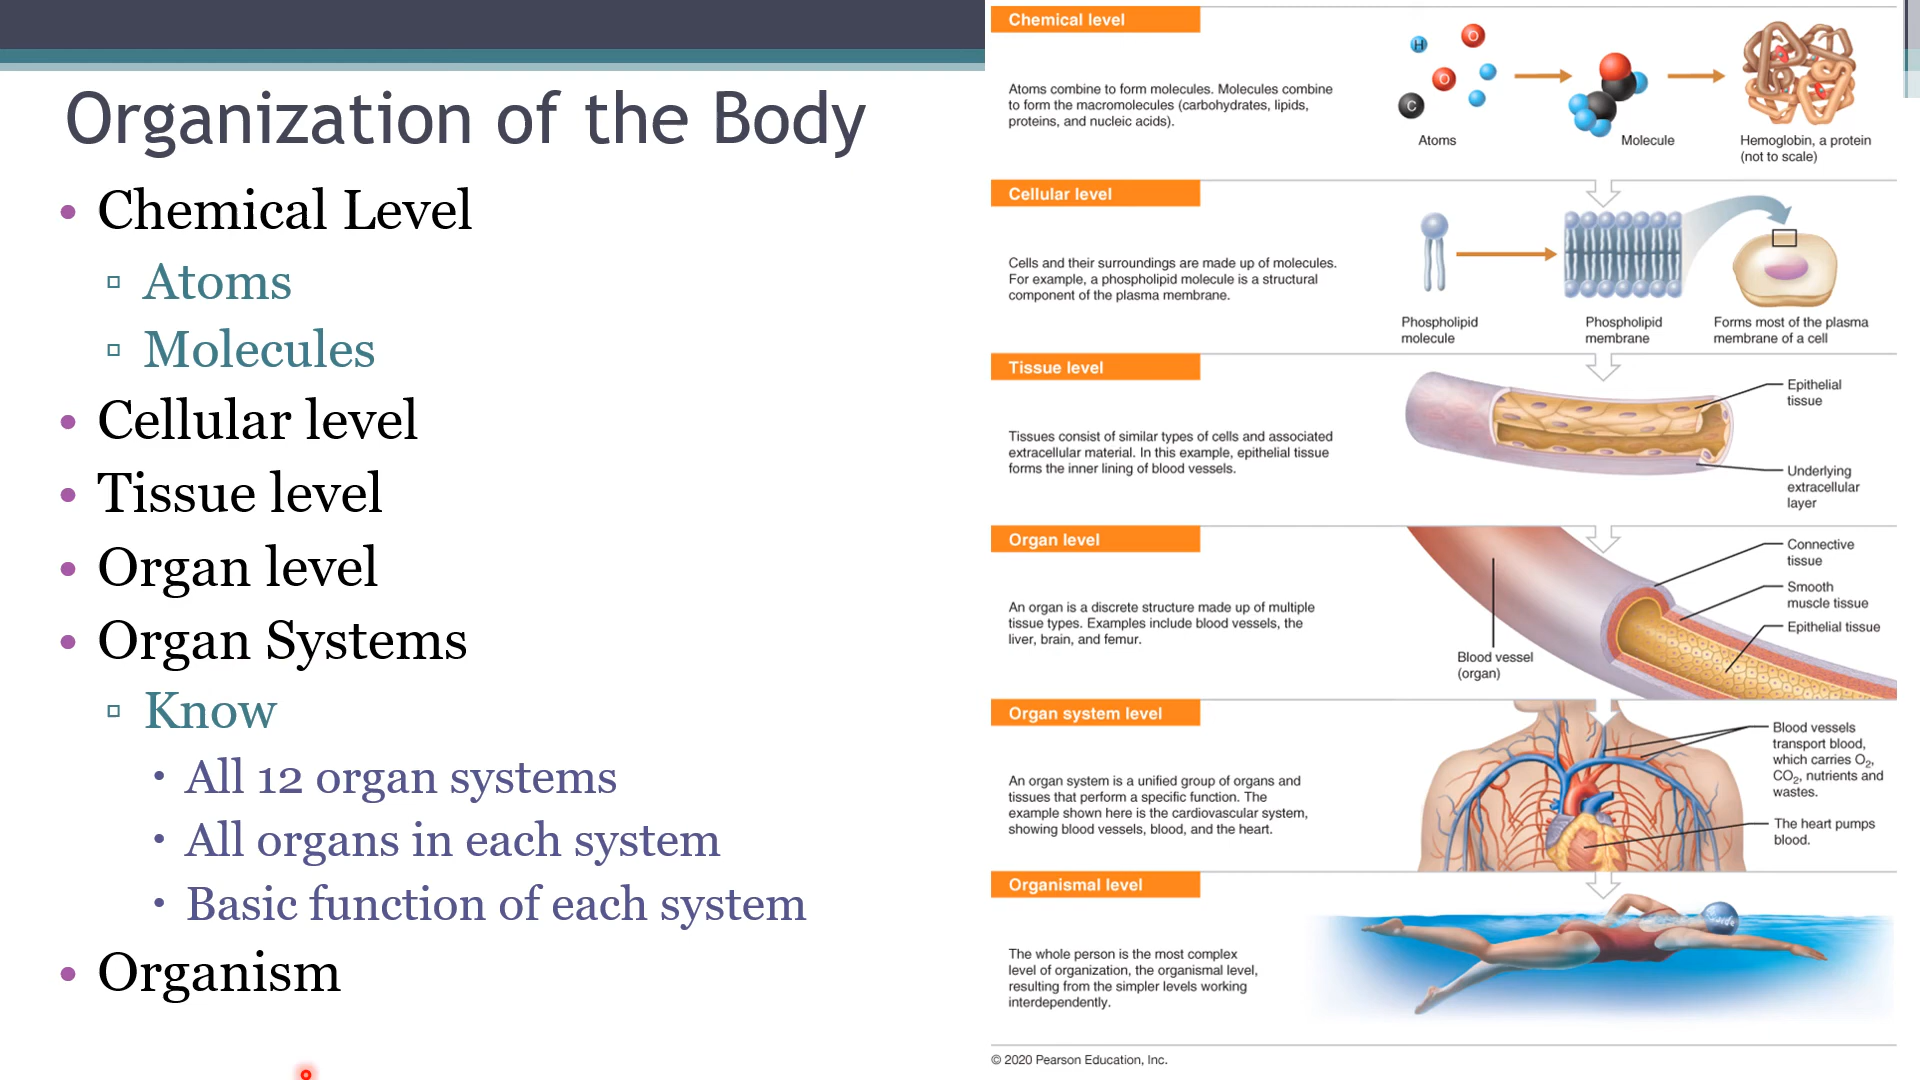 Organization of the Body
• Chemical Level
▫ Atoms
▫ Molecules
• Cellular level
• Tissue level
• Organ level
• Organ Systems
▫ Know
▪ All 12 organ systems
▪ All organs in each system
▪ Basic function of each system
• Organism
Chemical level
Atoms combine to form molecules. Molecules combine
to form the macromolecules (carbohydrates, lipids,
proteins, and nucleic acids).
H
O
O
C
Atoms
Molecule
Hemoglobin, a protein
(not to scale)
Cellular level
Cells and their surroundings are made up of molecules.
For example, a phospholipid molecule is a structural
component of the plasma membrane.
Phospholipid
molecule
Phospholipid
membrane
Forms most of the plasma
membrane of a cell
Tissue level
Tissues consist of similar types of cells and associated
extracellular material. In this example, epithelial tissue
forms the inner lining of blood vessels.
Epithelial
tissue
Underlying
extracellular
layer
Organ level
An organ is a discrete structure made up of multiple
tissue types. Examples include blood vessels, the
liver, brain, and femur.
Blood vessel
(organ)
Connective
tissue
Smooth
muscle tissue
Epithelial tissue
Organ system level
An organ system is a unified group of organs and
tissues that perform a specific function. The
example shown here is the cardiovascular system,
showing blood vessels, blood, and the heart.
Blood vessels
transport blood,
which carries O₂,
CO₂, nutrients and
wastes.
The heart pumps
blood.
Organismal level
The whole person is the most complex
level of organization, the organismal level,
resulting from the simpler levels working
interdependently.
© 2020 Pearson Education, Inc.